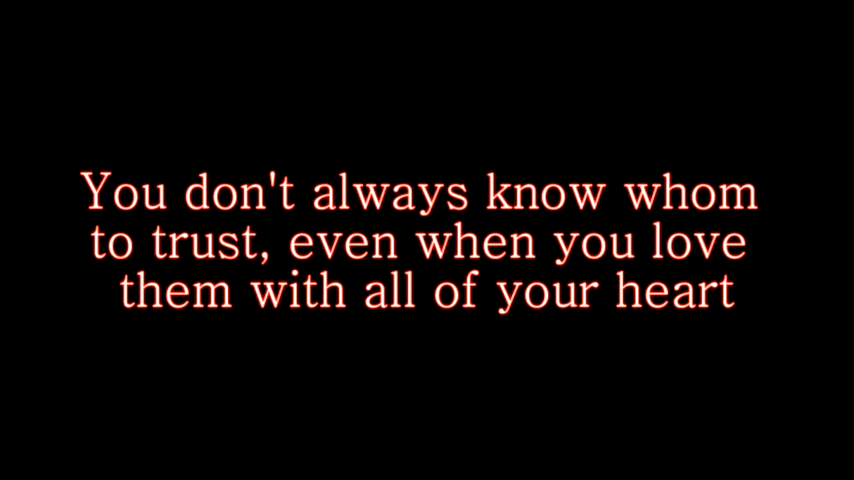 You don't always know whom
to trust, even when you love
them with all of your heart